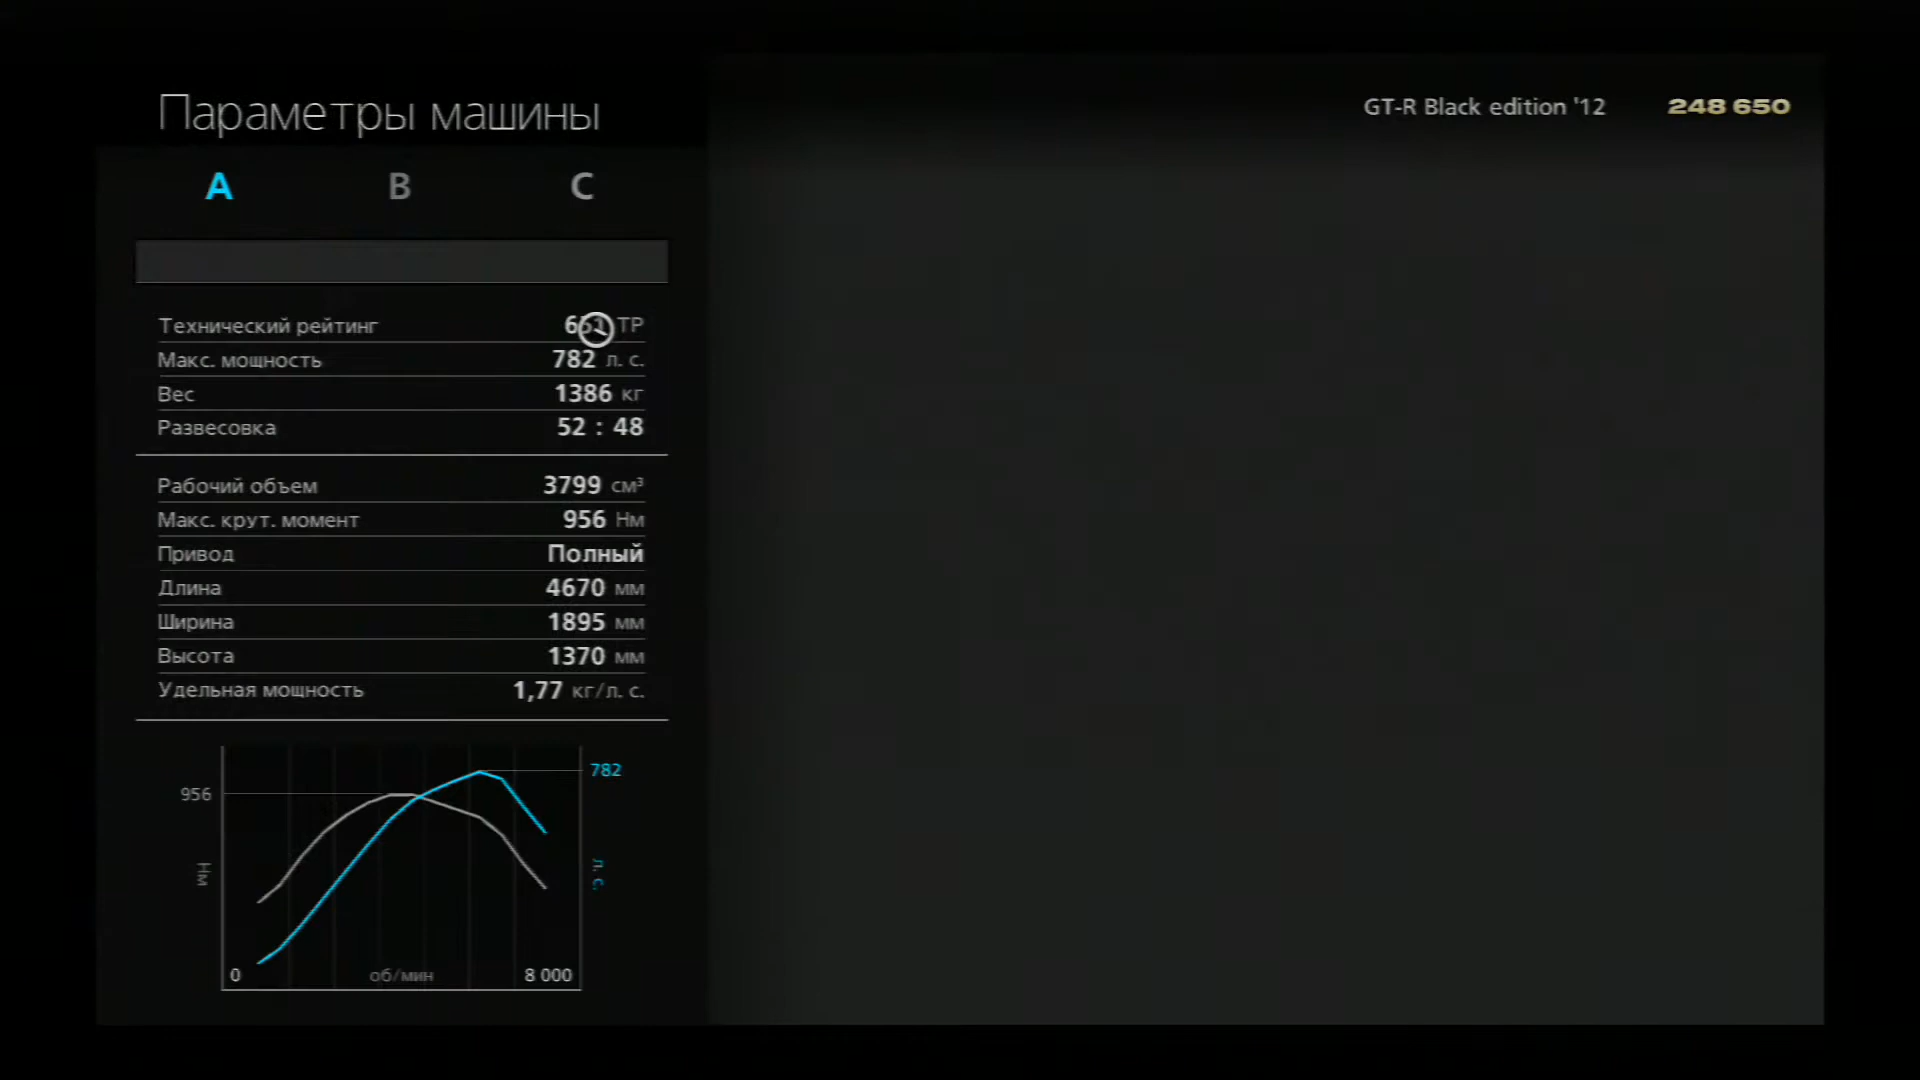 Параметры машины
GT-R Black edition '12 248 650
A B C
Технический рейтинг ТР
Макс. мощность 782 л. с.
Вес 1386 кг
Развесовка 52 : 48
Рабочий объем 3799 см³
Макс. крут. момент 956 Нм
Привод Полный
Длина 4670 мм
Ширина 1895 мм
Высота 1370 мм
Удельная мощность 1,77 кг/л. с.
782
956
Нм
л. с.
0 об/мин 8 000